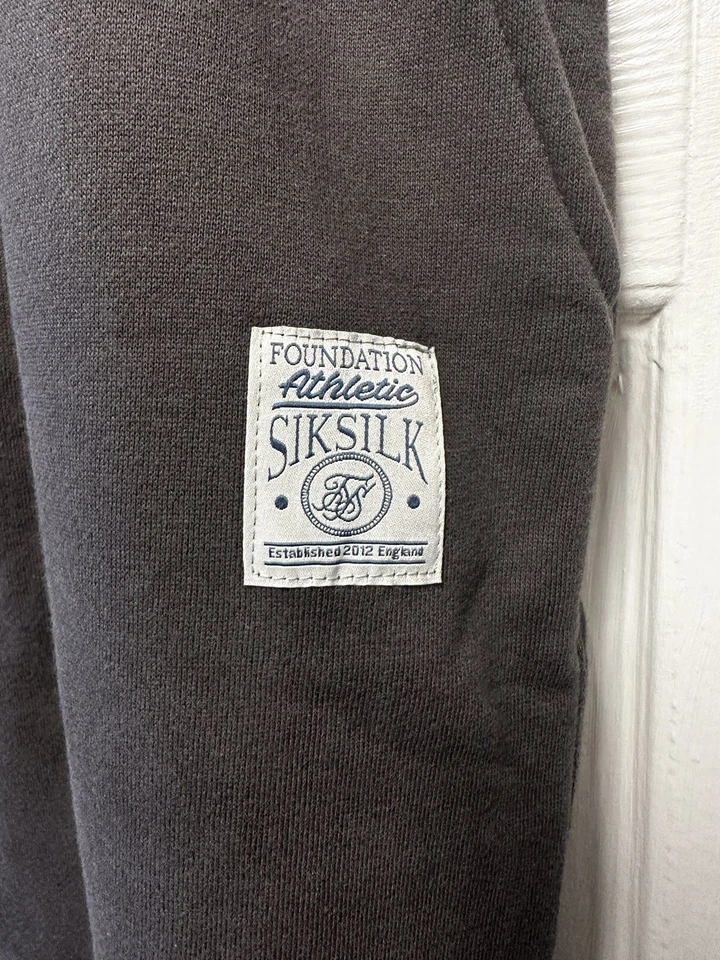 FOUNDATION
Athletic
SIKSILK
Established 2012 England